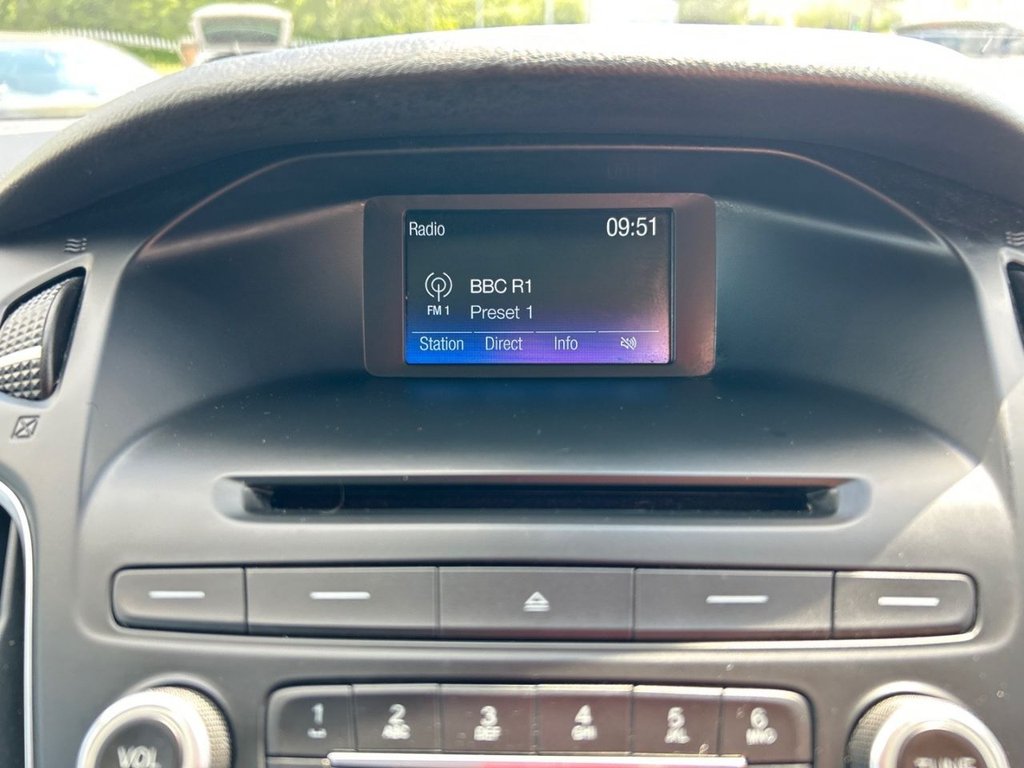 Radio 09:51
BBC R1
FM 1 Preset 1
Station Direct Info
1 2 3 4 5 6
ABC DEF GHI JKL MNO
VOL TUNE